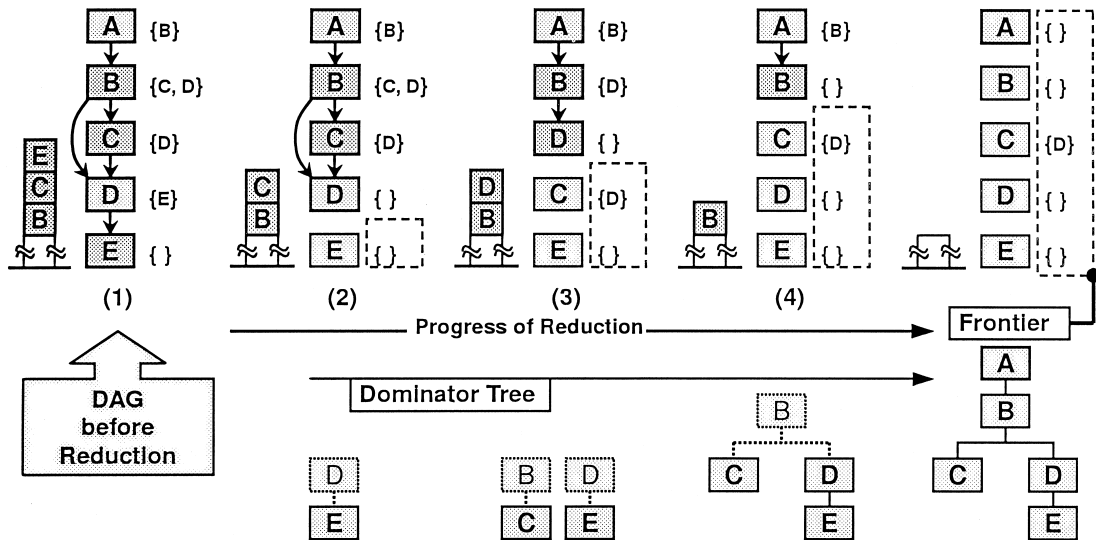 A {B} A {B} A {B} A {B} A { }
B {C, D} B {C, D} B {D} B { } B { }
C {D} C {D} D { } C {D} C {D}
E
C
B
D {E} C
B
D { } D
B
C {D} B D { } D { }
E { } E { } E { } E { } E { }
(1) (2) (3) (4)
Progress of Reduction
Frontier
DAG
before
Reduction
Dominator Tree
A
B B
C D C D
D B D
E C E E E